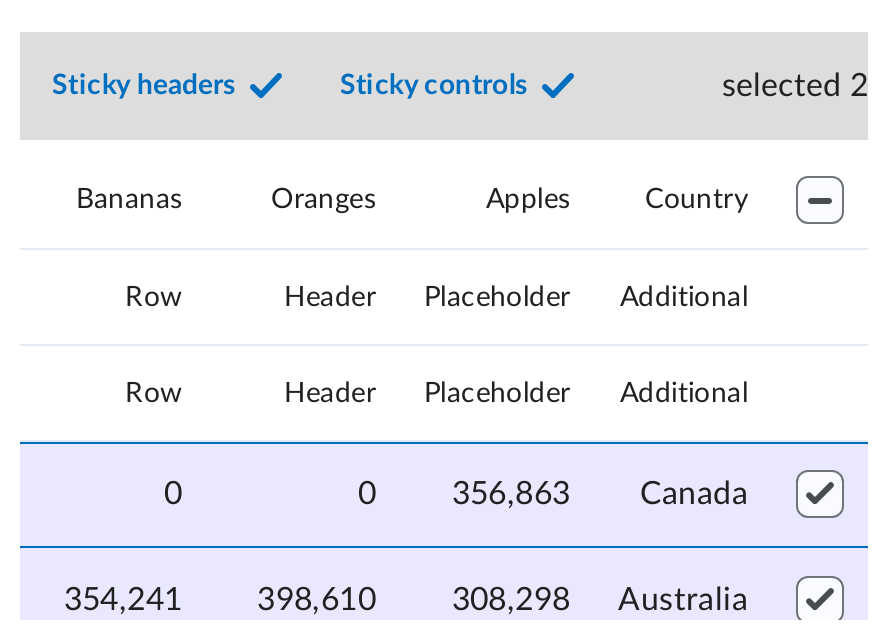 Sticky headers Sticky controls selected 2
Bananas Oranges Apples Country
Row Header Placeholder Additional
Row Header Placeholder Additional
0 0 356,863 Canada
354,241 398,610 308,298 Australia